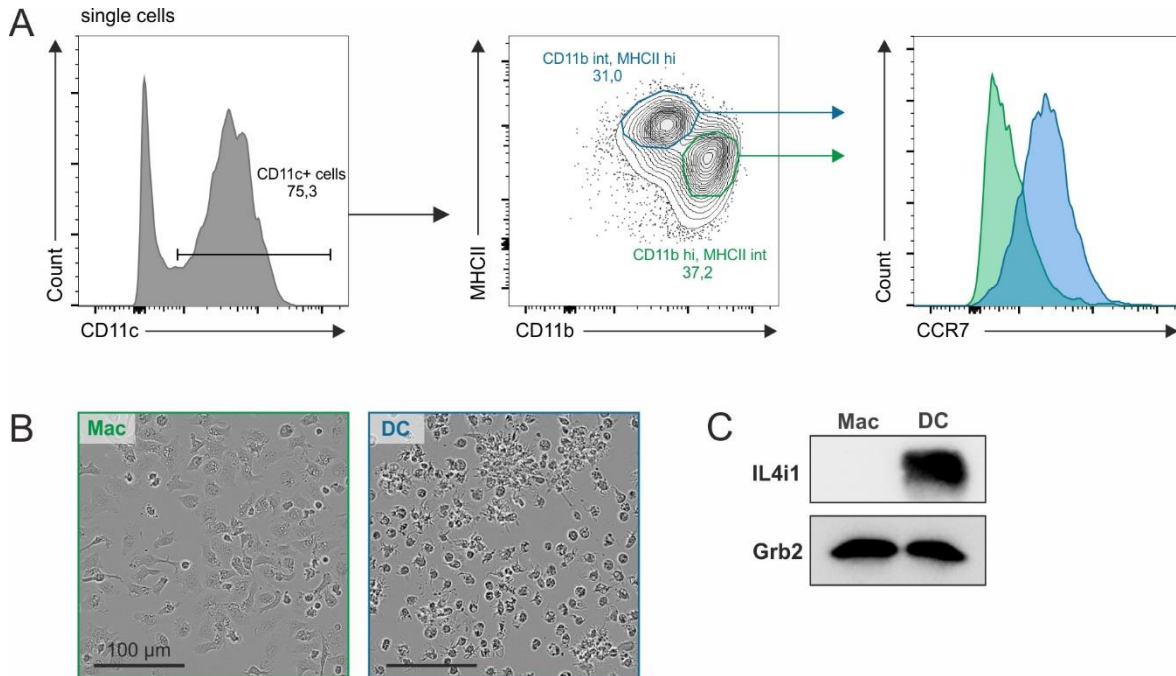 A
single cells
Count
CD11c
CD11c+ cells
75,3
MHCII
CD11b
CD11b int, MHCII hi
31,0
CD11b hi, MHCII int
37,2
Count
CCR7
B
Mac
100 µm
DC
C
Mac DC
IL4i1
Grb2